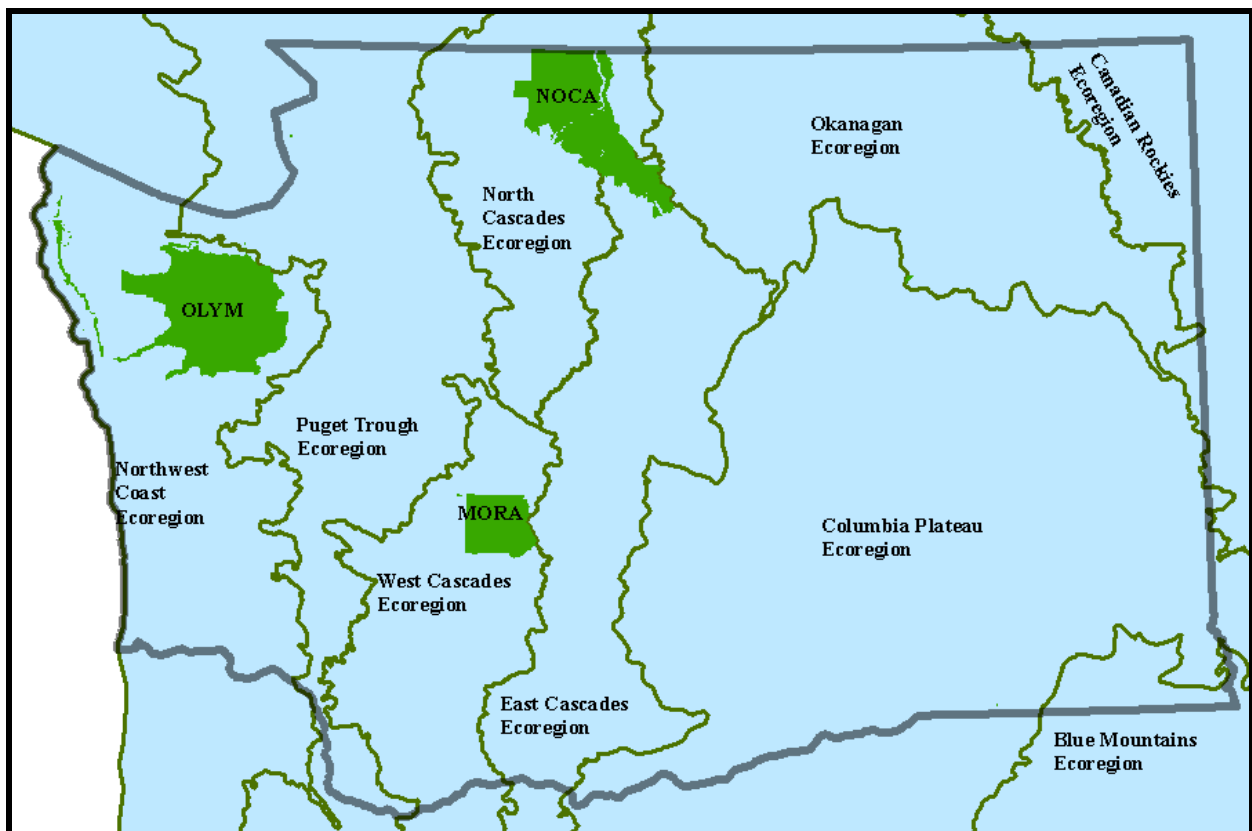 NOCA
Canadian Rockies
Ecoregion
Okanagan
Ecoregion
North
Cascades
Ecoregion
OLYM
Puget Trough
Ecoregion
Northwest
Coast
Ecoregion
MORA
Columbia Plateau
Ecoregion
West Cascades
Ecoregion
East Cascades
Ecoregion
Blue Mountains
Ecoregion